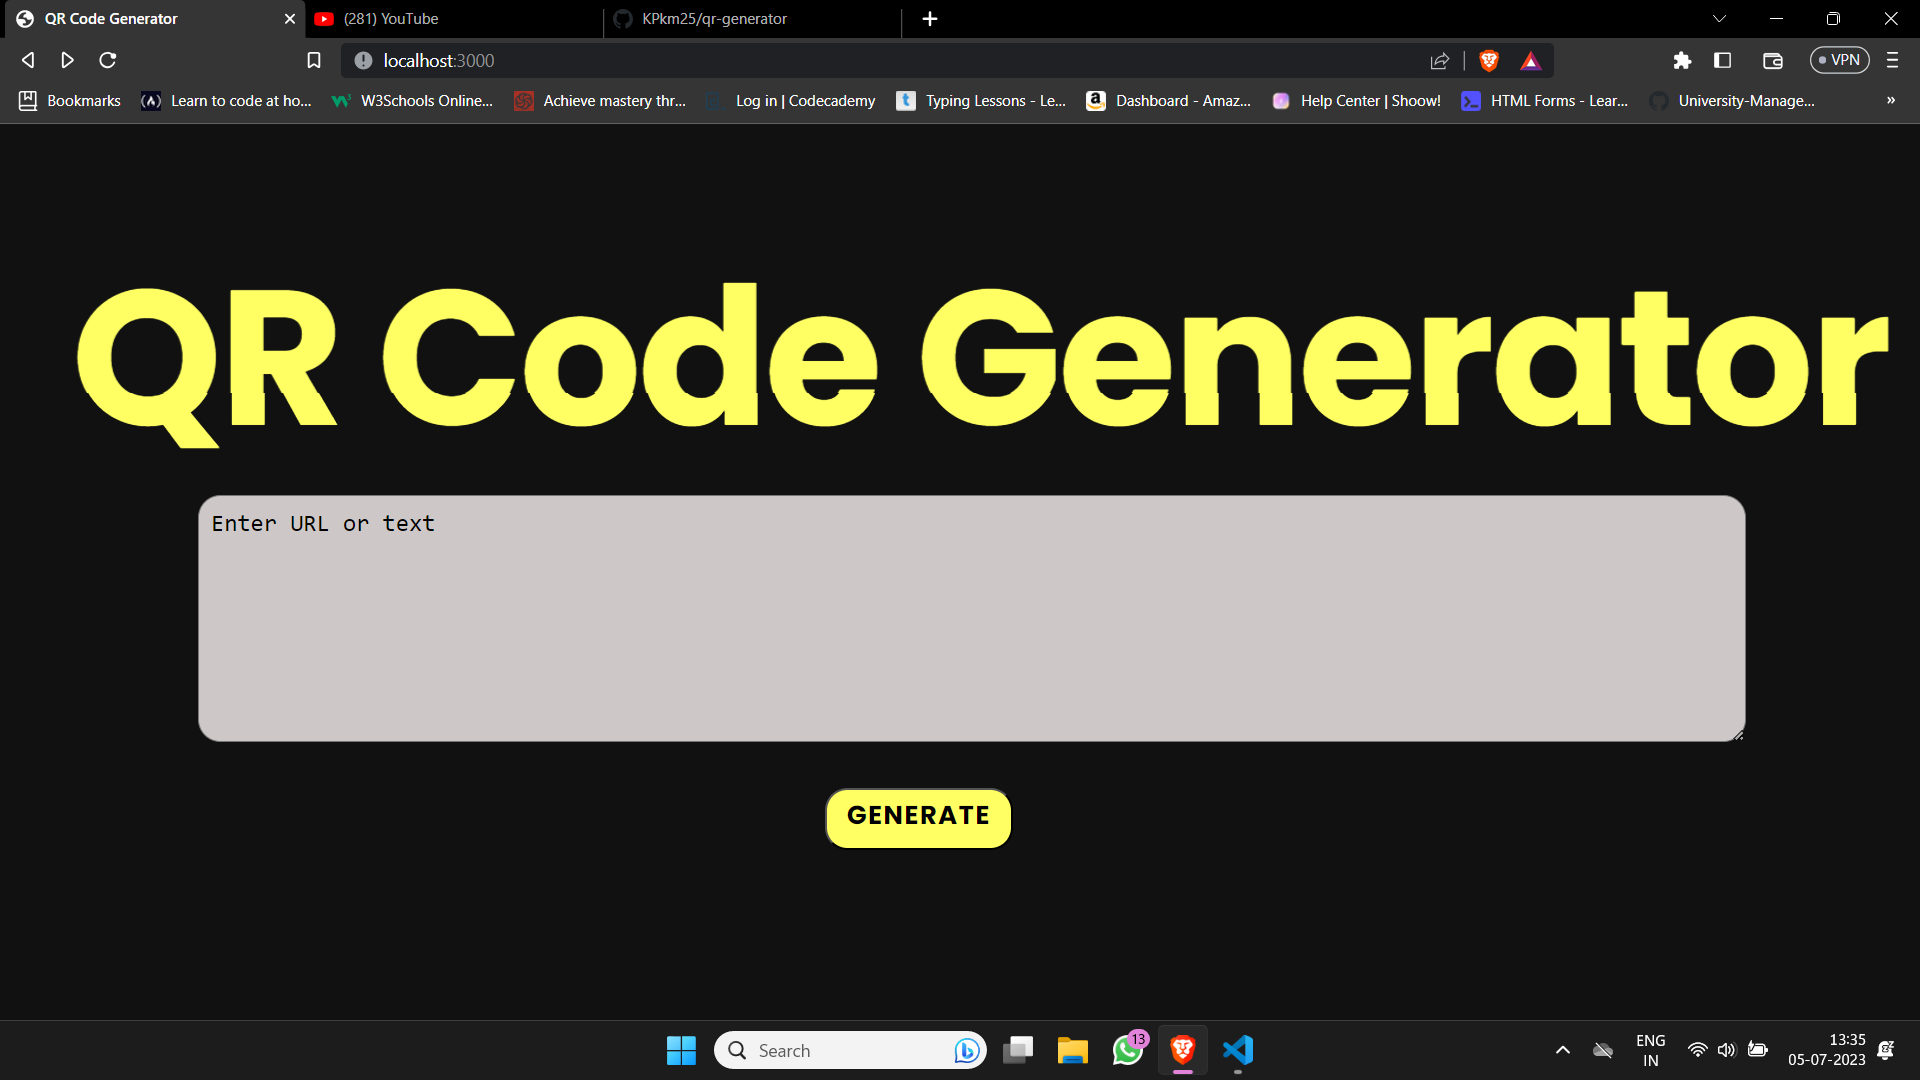 QR Code Generator
(281) YouTube
KPkm25/qr-generator
localhost:3000
VPN
Bookmarks
Learn to code at ho...
W3Schools Online...
Achieve mastery thr...
Log in | Codecademy
Typing Lessons - Le...
Dashboard - Amaz...
Help Center | Shoow!
HTML Forms - Lear...
University-Manage...
»
QR Code Generator
Enter URL or text
GENERATE
Search
13
ENG
IN
13:35
05-07-2023